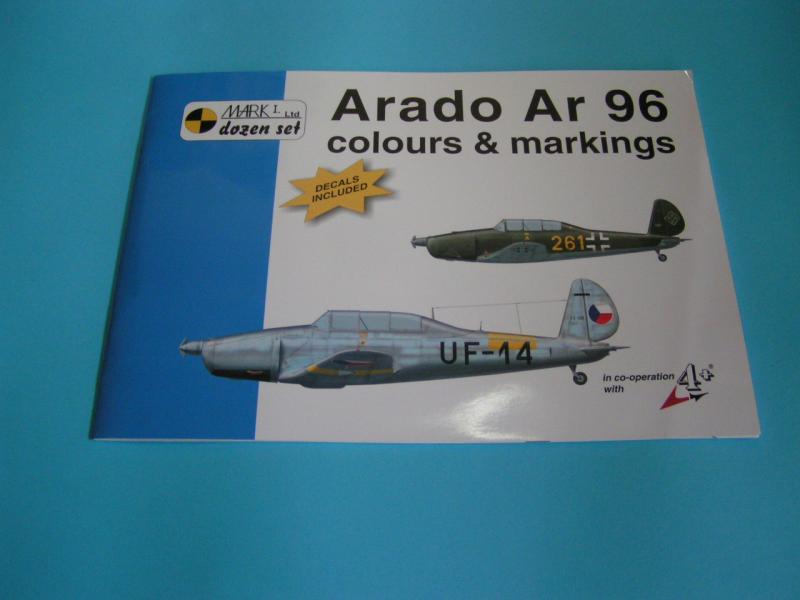 MARK I. Ltd
dozen set
Arado Ar 96
colours & markings
DECALS
INCLUDED
261
UF-14
in co-operation
with
4+